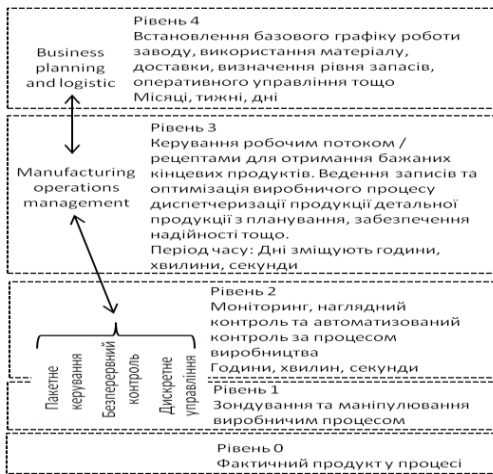 Рівень 4
Встановлення базового графіку роботи
заводу, використання матеріалу,
доставки, визначення рівня запасів,
оперативного управління тощо
Місяці, тижні, дні
Business
planning
and logistic
Рівень 3
Керування робочим потоком /
рецептами для отримання бажаних
кінцевих продуктів. Ведення записів та
оптимізація виробничого процесу
диспетчеризації продукції детальної
продукції з планування, забезпечення
надійності тощо.
Період часу: Дні зміщують години,
хвилини, секунди
Manufacturing
operations
management
Рівень 2
Моніторинг, наглядний
контроль та автоматизований
контроль за процесом
виробництва
Години, хвилин, секунди
Пакетне
керування
Безперервний
контроль
Дискретне
управління
Рівень 1
Зондування та маніпулювання
виробничим процесом
Рівень 0
Фактичний продукт у процесі